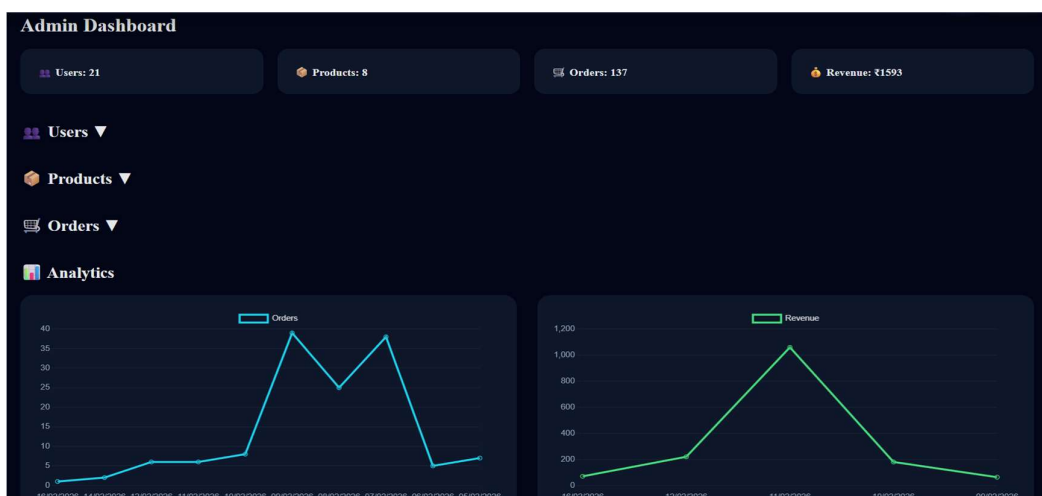 Admin Dashboard
Users: 21
Products: 8
Orders: 137
Revenue: ₹1593
Users ▼
Products ▼
Orders ▼
Analytics
Orders
40
35
30
25
20
15
10
5
0
Revenue
1,200
1,000
800
600
400
200
0